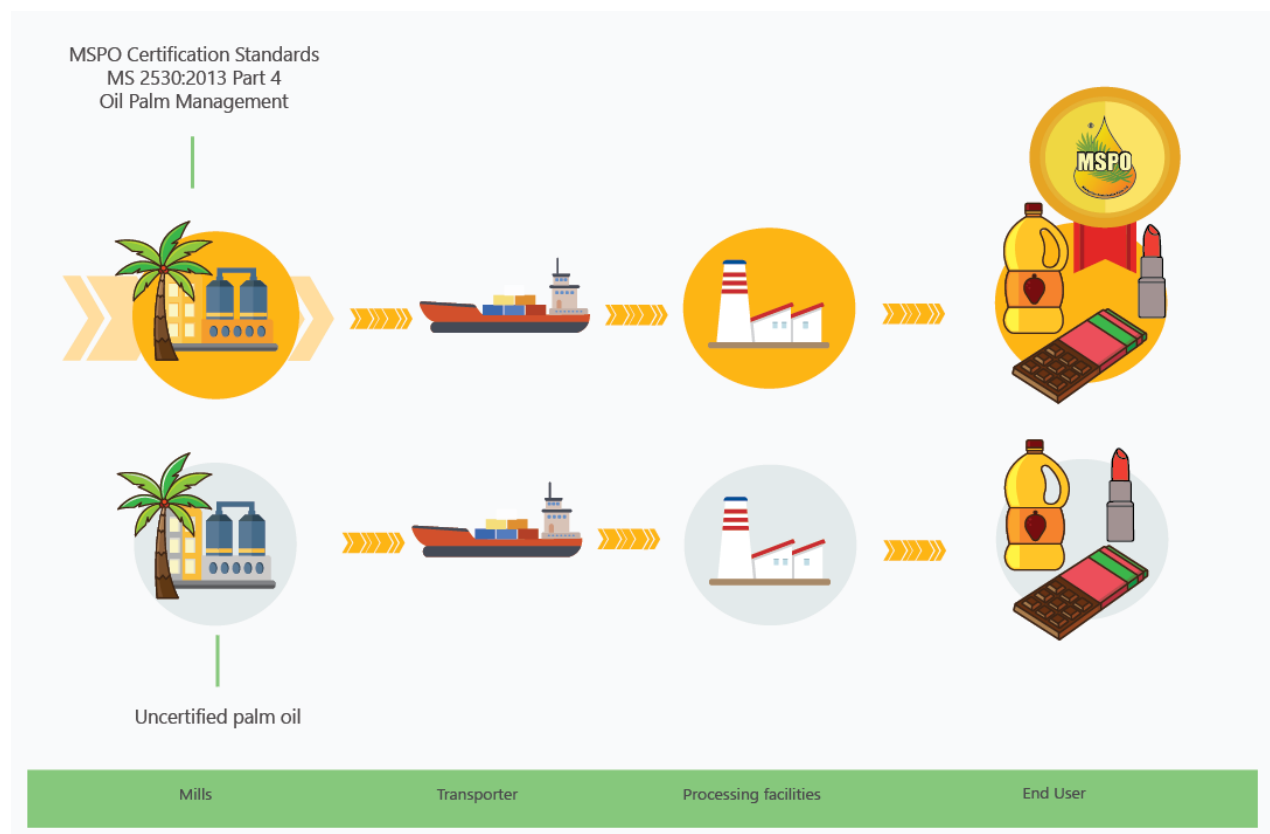 MSPO Certification Standards
MS 2530:2013 Part 4
Oil Palm Management
MSPO
Uncertified palm oil
Mills
Transporter
Processing facilities
End User